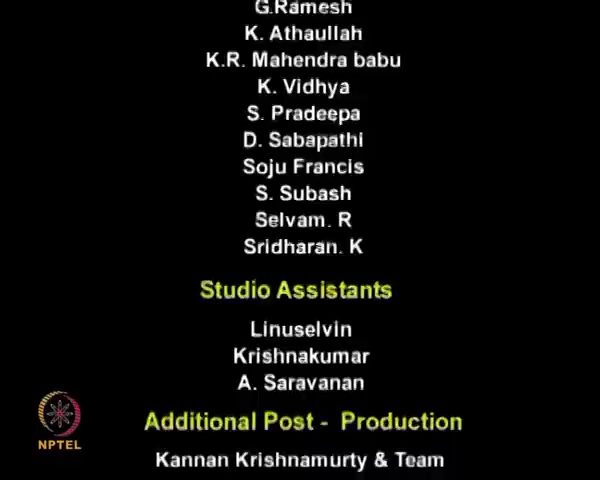 G.Ramesh
K. Athaullah
K.R. Mahendra babu
K. Vidhya
S. Pradeepa
D. Sabapathi
Soju Francis
S. Subash
Selvam. R
Sridharan. K
Studio Assistants
Linuselvin
Krishnakumar
A. Saravanan
Additional Post - Production
NPTEL
Kannan Krishnamurty & Team